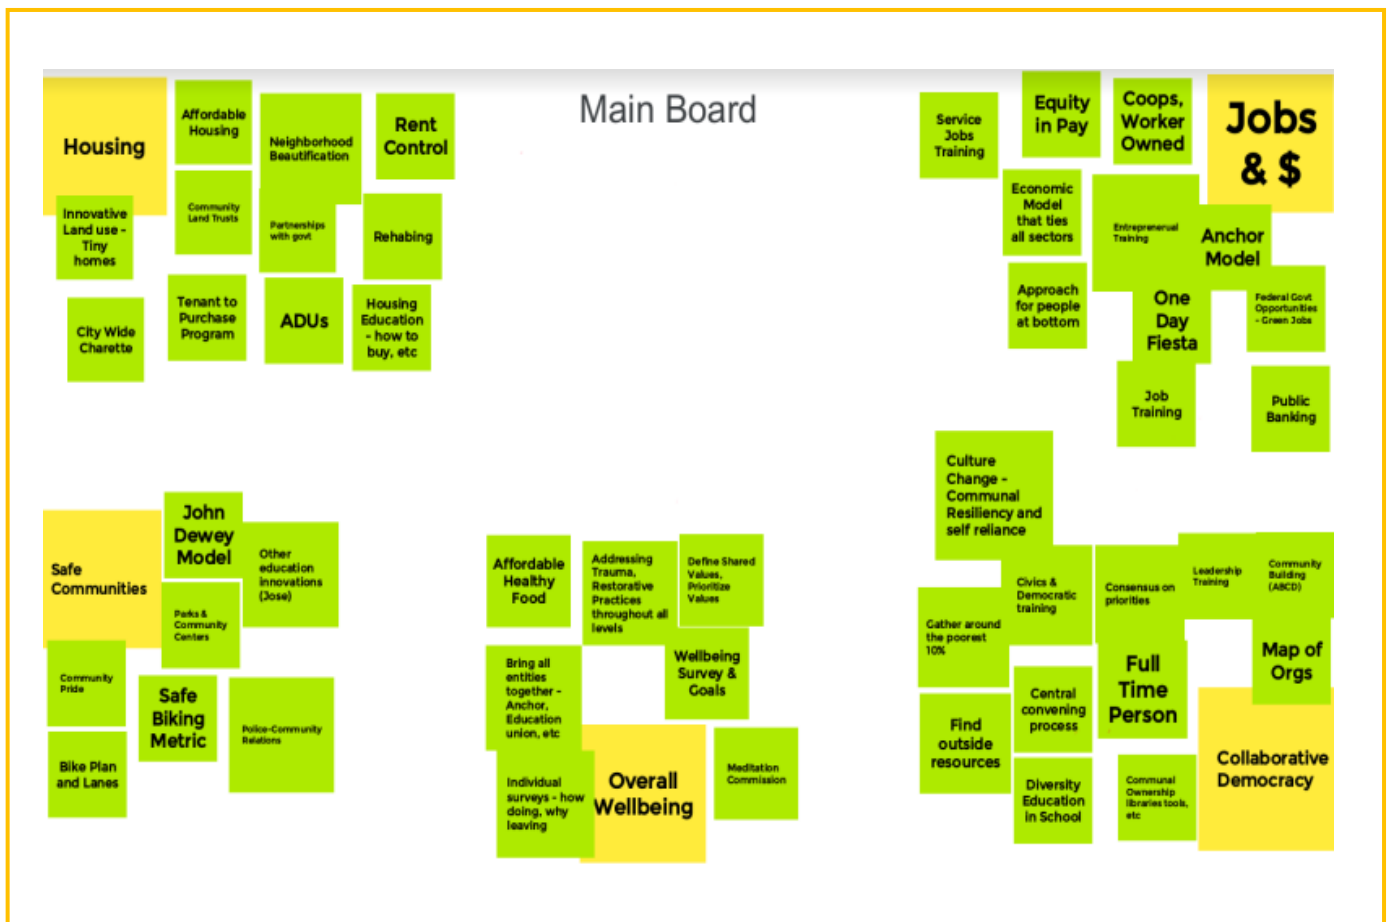 Main Board
Housing
Affordable
Housing
Neighborhood
Beautification
Rent
Control
Innovative
Land use -
Tiny
homes
Community
Land Trusts
Partnerships
with govt
Rehabing
City Wide
Charette
Tenant to
Purchase
Program
ADUs
Housing
Education
- how to
buy, etc
Service
Jobs
Training
Equity
in Pay
Coops,
Worker
Owned
Jobs
& $
Economic
Model
that ties
all sectors
Entreprenerual
Training
Anchor
Model
Approach
for people
at bottom
One
Day
Fiesta
Federal Govt
Opportunities
- Green Jobs
Job
Training
Public
Banking
Safe
Communities
John
Dewey
Model
Other
education
innovations
(Jose)
Parks &
Community
Centers
Community
Pride
Safe
Biking
Metric
Police-Community
Relations
Bike Plan
and Lanes
Affordable
Healthy
Food
Addressing
Trauma,
Restorative
Practices
throughout all
levels
Define Shared
Values,
Prioritize
Values
Bring all
entities
together -
Anchor,
Education
union, etc
Wellbeing
Survey &
Goals
Individual
surveys - how
doing, why
leaving
Overall
Wellbeing
Meditation
Commission
Culture
Change -
Communal
Resiliency and
self reliance
Gather around
the poorest
10%
Civics &
Democratic
training
Consensus on
priorities
Leadership
Training
Community
Building
(ABCD)
Map of
Orgs
Full
Time
Person
Central
convening
process
Find
outside
resources
Diversity
Education
in School
Communal
Ownership
libraries tools,
etc
Collaborative
Democracy